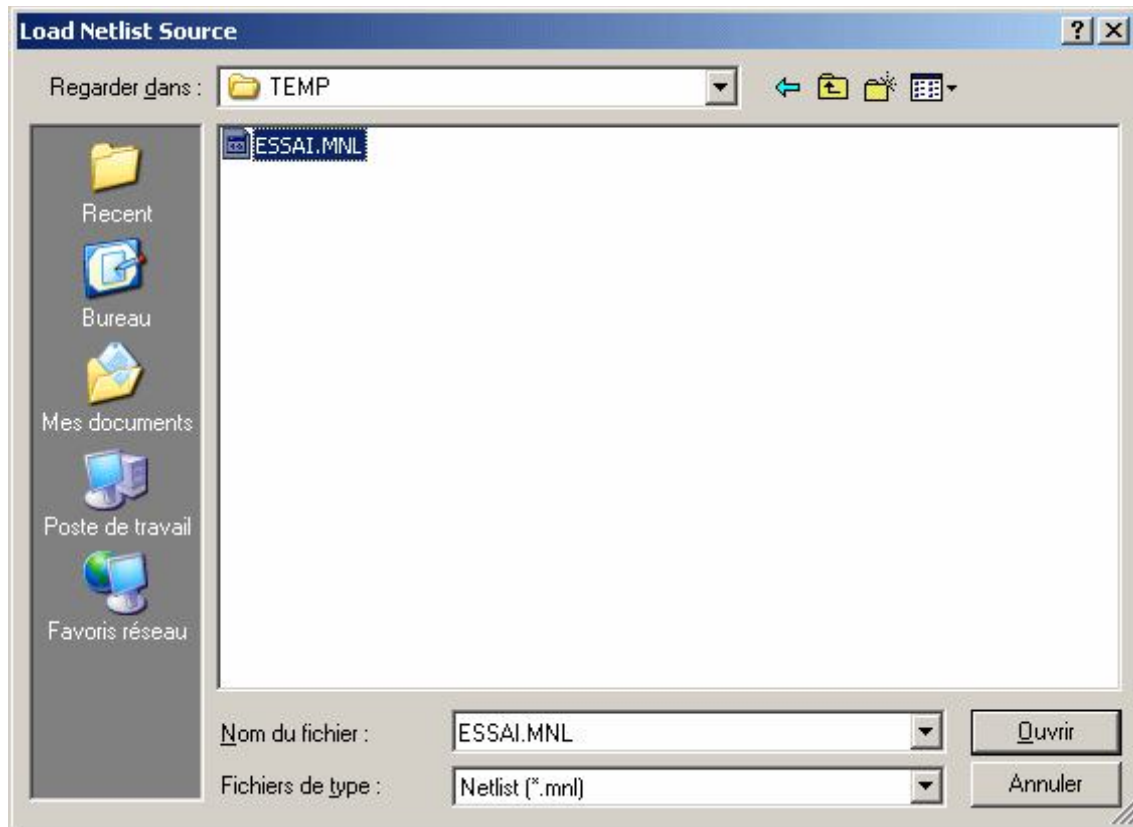 Load Netlist Source
Regarder dans :
TEMP
ESSAI.MNL
Recent
Bureau
Mes documents
Poste de travail
Favoris réseau
Nom du fichier :
ESSAI.MNL
Ouvrir
Fichiers de type :
Netlist (*.mnl)
Annuler